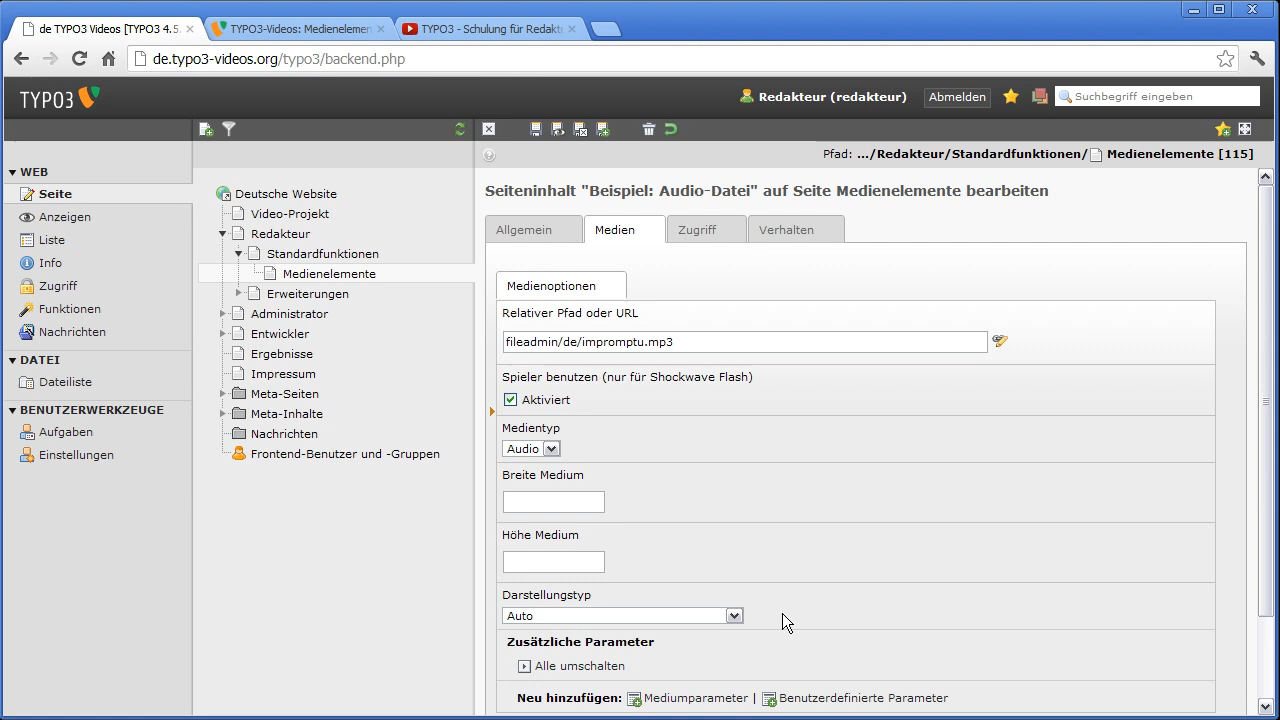 de TYPO3 Videos [TYPO3 4.5.
TYPO3-Videos: Medienelemen
TYPO3 - Schulung für Redakt
de.typo3-videos.org/typo3/backend.php
TYPO3
Redakteur (redakteur)
Abmelden
Suchbegriff eingeben
Pfad: .../Redakteur/Standardfunktionen/ Medienelemente [115]
WEB
Seite
Anzeigen
Liste
Info
Zugriff
Funktionen
Nachrichten
DATEI
Dateiliste
BENUTZERWERKZEUGE
Aufgaben
Einstellungen
Deutsche Website
Video-Projekt
Redakteur
Standardfunktionen
Medienelemente
Erweiterungen
Administrator
Entwickler
Ergebnisse
Impressum
Meta-Seiten
Meta-Inhalte
Nachrichten
Frontend-Benutzer und -Gruppen
Seiteninhalt "Beispiel: Audio-Datei" auf Seite Medienelemente bearbeiten
Allgemein
Medien
Zugriff
Verhalten
Medienoptionen
Relativer Pfad oder URL
fileadmin/de/impromptu.mp3
Spieler benutzen (nur für Shockwave Flash)
Aktiviert
Medientyp
Audio
Breite Medium
Höhe Medium
Darstellungstyp
Auto
Zusätzliche Parameter
Alle umschalten
Neu hinzufügen: Mediumparameter | Benutzerdefinierte Parameter